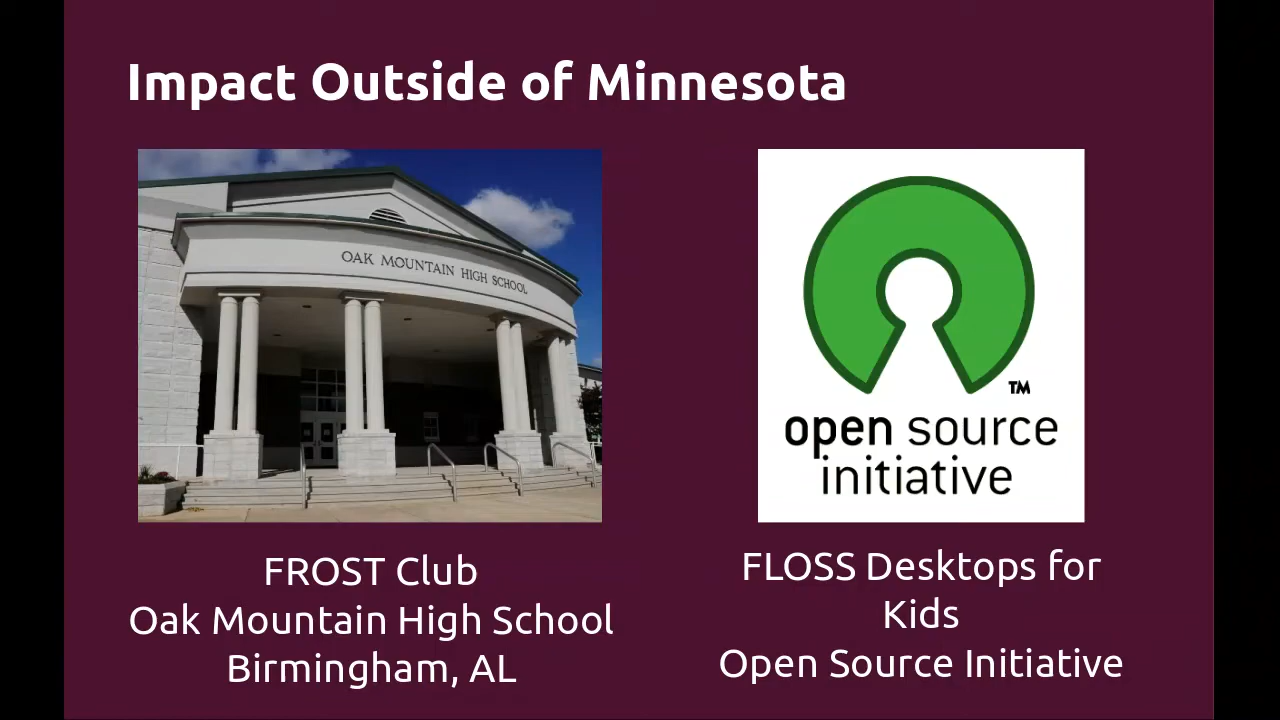 Impact Outside of Minnesota
OAK MOUNTAIN HIGH SCHOOL
FROST Club
Oak Mountain High School
Birmingham, AL
TM
open source
initiative
FLOSS Desktops for
Kids
Open Source Initiative